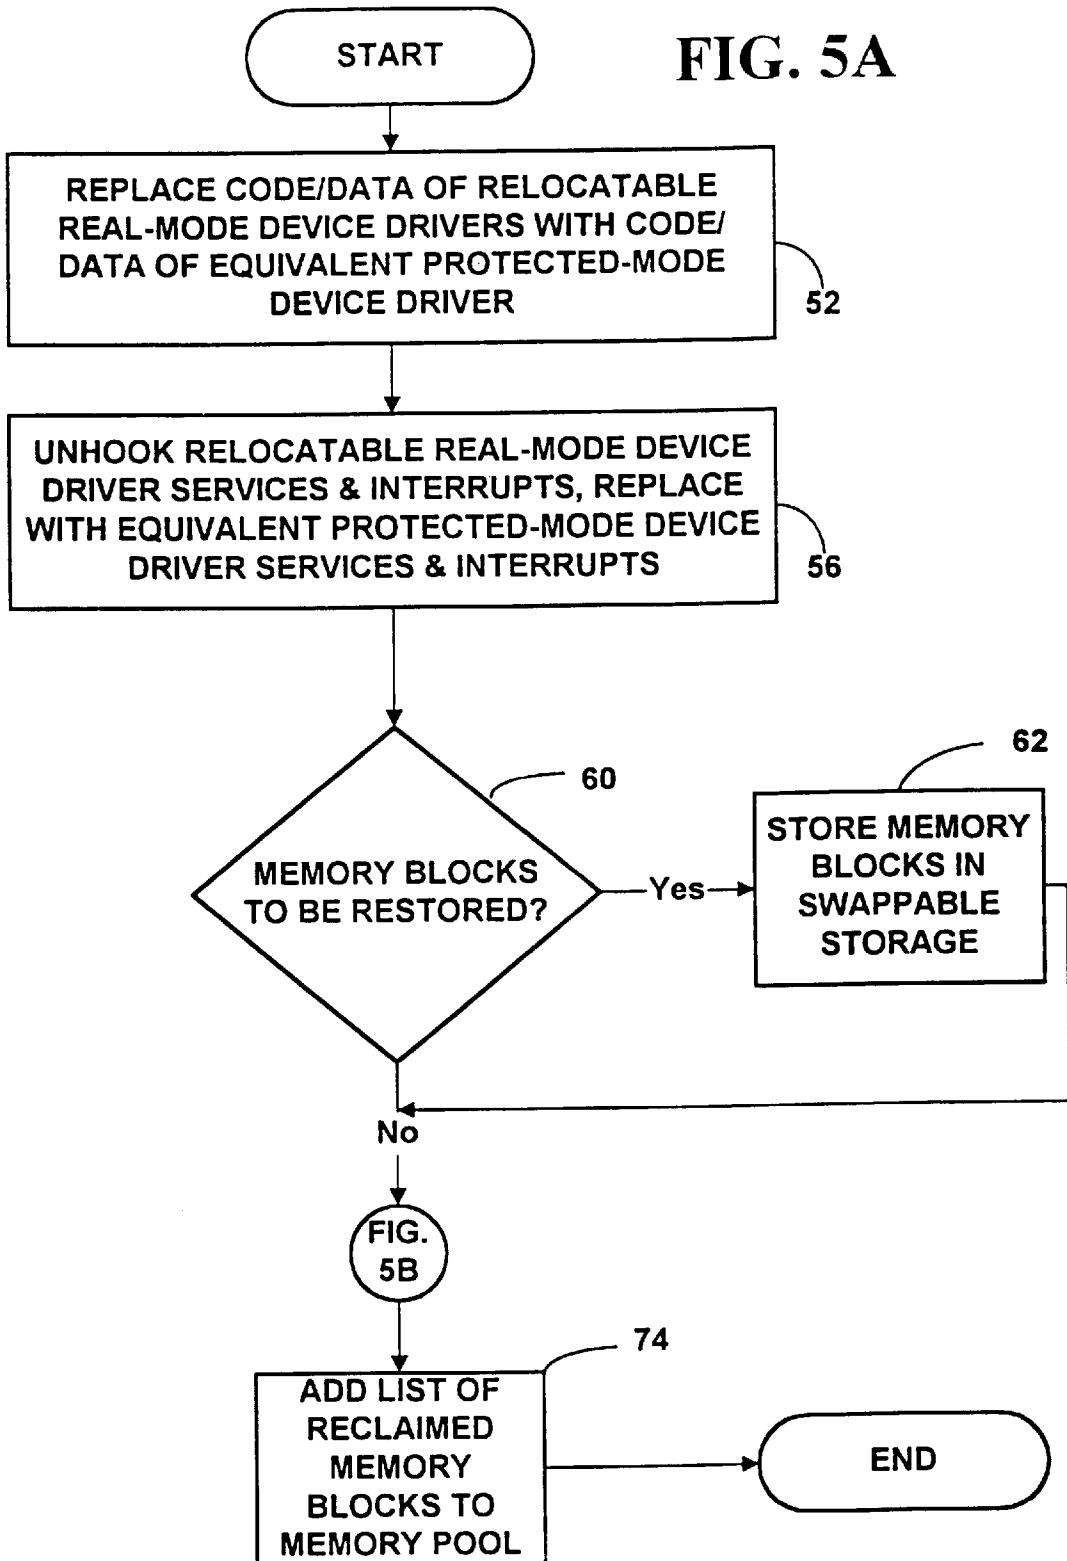 START
FIG. 5A
REPLACE CODE/DATA OF RELOCATABLE
REAL-MODE DEVICE DRIVERS WITH CODE/
DATA OF EQUIVALENT PROTECTED-MODE
DEVICE DRIVER
52
UNHOOK RELOCATABLE REAL-MODE DEVICE
DRIVER SERVICES & INTERRUPTS, REPLACE
WITH EQUIVALENT PROTECTED-MODE DEVICE
DRIVER SERVICES & INTERRUPTS
56
60
MEMORY BLOCKS
TO BE RESTORED?
Yes
62
STORE MEMORY
BLOCKS IN
SWAPPABLE
STORAGE
No
FIG.
5B
74
ADD LIST OF
RECLAIMED
MEMORY
BLOCKS TO
MEMORY POOL
END